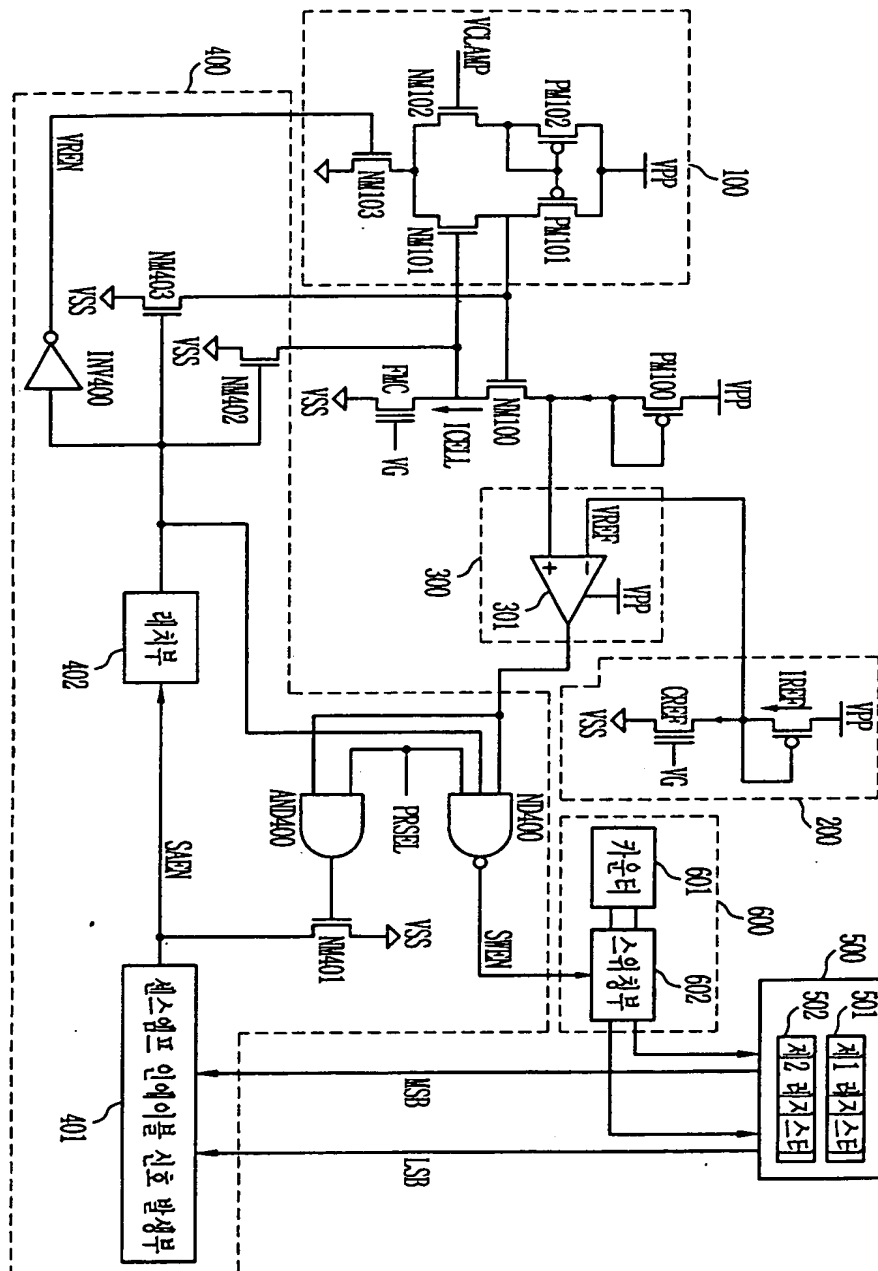 100
VPP
PM102
PM101
VCLAMP
NM102
NM101
NM103
VREN
400
VPP
PM100
NM100
ICELL
FMC
VG
VSS
NM403
VSS
NM402
VSS
INV400
VPP
IREF
CREF
VG
VSS
200
VREF
VPP
301
300
500
501
제1 레지스터
502
제2 레지스터
600
601
카운터
602
스위칭부
SWEN
ND400
PRSEL
AND400
VSS
NM401
402
래치부
SAEN
MSB
LSB
센스앰프 인에이블 신호 발생부
401